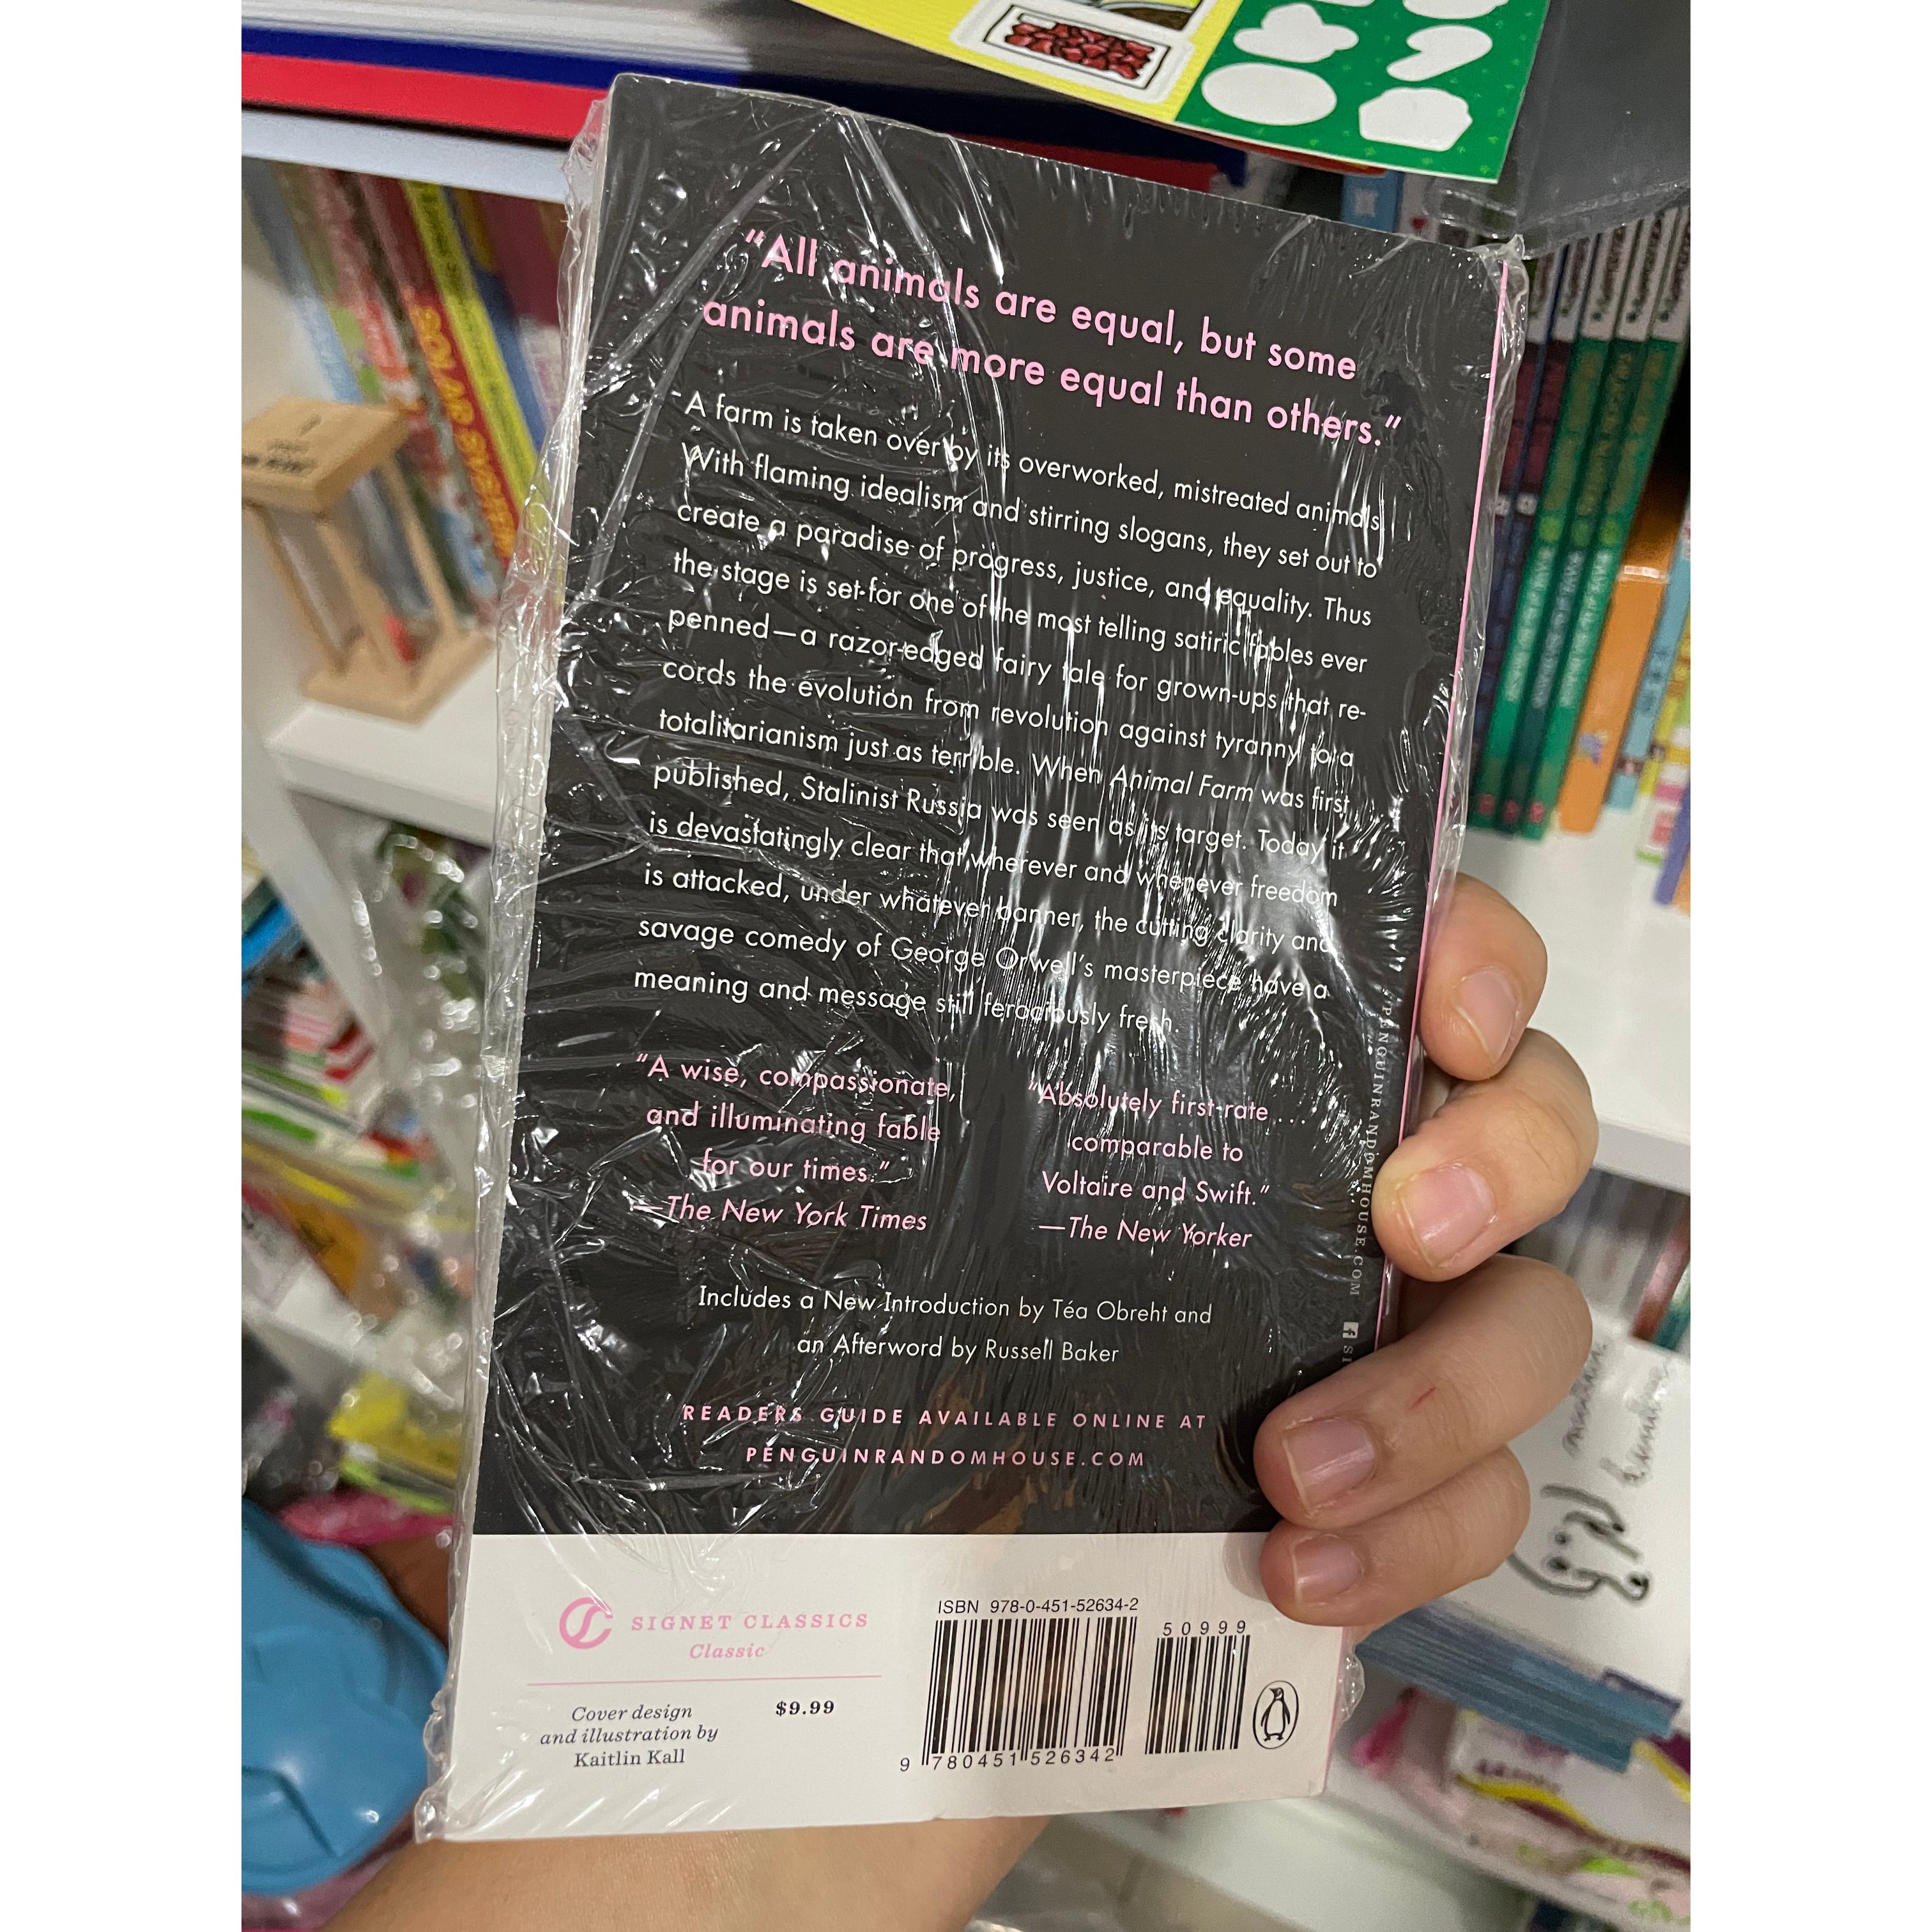 “All animals are equal, but some
animals are more equal than others.”
A farm is taken over by its overworked, mistreated animals.
With flaming idealism and stirring slogans, they set out to
create a paradise of progress, justice, and equality. Thus
the stage is set for one of the most telling satiric fables ever
penned—a razor-edged fairy tale for grown-ups that re-
cords the evolution from revolution against tyranny to a
totalitarianism just as terrible. When Animal Farm was first
published, Stalinist Russia was seen as its target. Today it
is devastatingly clear that wherever and whenever freedom
is attacked, under whatever banner, the cutting clarity and
savage comedy of George Orwell’s masterpiece have a
meaning and message still ferociously fresh.
“A wise, compassionate,
and illuminating fable
for our times.”
—The New York Times
“Absolutely first-rate . . .
comparable to
Voltaire and Swift.”
—The New Yorker
Includes a New Introduction by Téa Obreht and
an Afterword by Russell Baker
READERS GUIDE AVAILABLE ONLINE AT
PENGUINRANDOMHOUSE.COM
PENGUINRANDOMHOUSE.COM
SIGNET CLASSICS
Classic
Cover design
and illustration by
Kaitlin Kall
$9.99
ISBN 978-0-451-52634-2
50999
9 780451 526342
SOLAR SYSTEM